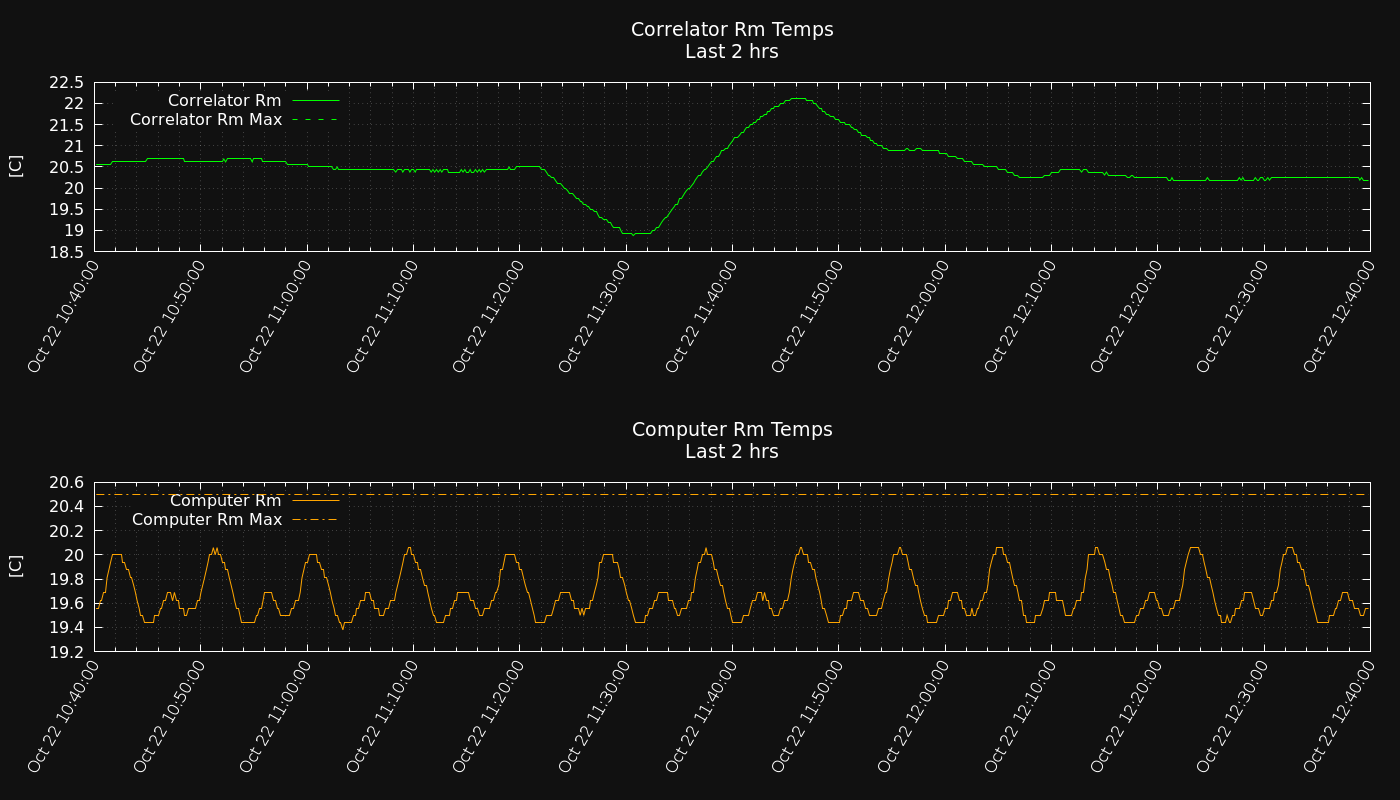 Correlator Rm Temps
Last 2 hrs
22.5
22
21.5
21
20.5
20
19.5
19
18.5
[C]
Correlator Rm
Correlator Rm Max
Oct 22 10:40:00
Oct 22 10:50:00
Oct 22 11:00:00
Oct 22 11:10:00
Oct 22 11:20:00
Oct 22 11:30:00
Oct 22 11:40:00
Oct 22 11:50:00
Oct 22 12:00:00
Oct 22 12:10:00
Oct 22 12:20:00
Oct 22 12:30:00
Oct 22 12:40:00
Computer Rm Temps
Last 2 hrs
20.6
20.4
20.2
20
19.8
19.6
19.4
19.2
[C]
Computer Rm
Computer Rm Max
Oct 22 10:40:00
Oct 22 10:50:00
Oct 22 11:00:00
Oct 22 11:10:00
Oct 22 11:20:00
Oct 22 11:30:00
Oct 22 11:40:00
Oct 22 11:50:00
Oct 22 12:00:00
Oct 22 12:10:00
Oct 22 12:20:00
Oct 22 12:30:00
Oct 22 12:40:00